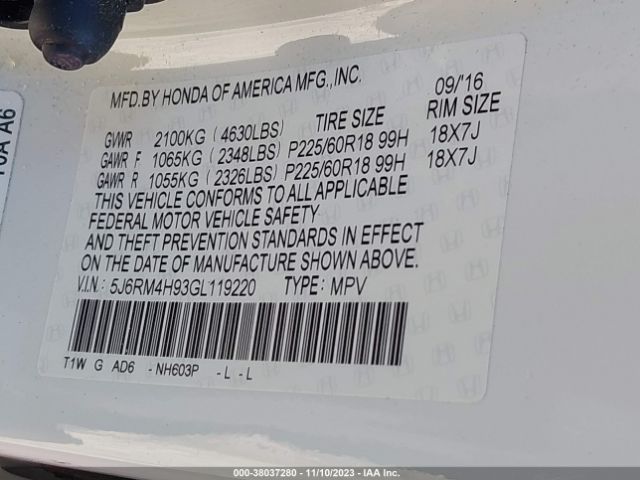 MFD. BY HONDA OF AMERICA MFG., INC. 09/'16
TIRE SIZE RIM SIZE
GVWR 2100KG ( 4630LBS)
GAWR F 1065KG ( 2348LBS) P225/60R18 99H 18X7J
GAWR R 1055KG ( 2326LBS) P225/60R18 99H 18X7J
THIS VEHICLE CONFORMS TO ALL APPLICABLE
FEDERAL MOTOR VEHICLE SAFETY
AND THEFT PREVENTION STANDARDS IN EFFECT
ON THE DATE OF MANUFACTURE SHOWN ABOVE.
V.I.N.: 5J6RM4H93GL119220 TYPE: MPV
T1W G AD6 - NH603P - L - L
10A A6
000-38037280 - 11/10/2023 - IAA Inc.